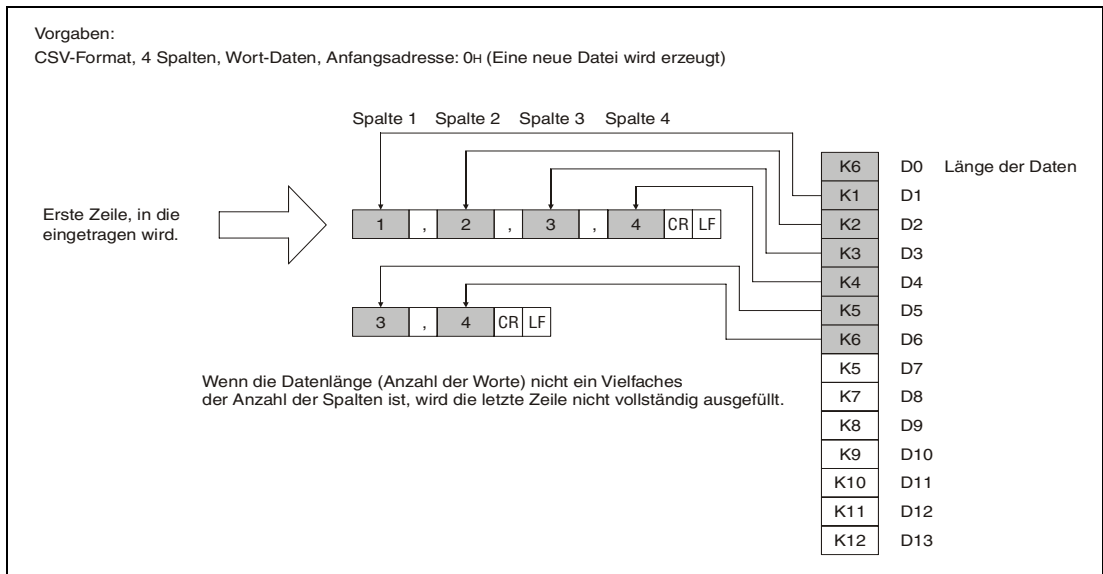 Vorgaben:
CSV-Format, 4 Spalten, Wort-Daten, Anfangsadresse: 0H (Eine neue Datei wird erzeugt)
Spalte 1 Spalte 2 Spalte 3 Spalte 4
Erste Zeile, in die
eingetragen wird.
1 , 2 , 3 , 4 CR LF
3 , 4 CR LF
Wenn die Datenlänge (Anzahl der Worte) nicht ein Vielfaches
der Anzahl der Spalten ist, wird die letzte Zeile nicht vollständig ausgefüllt.
K6 D0 Länge der Daten
K1 D1
K2 D2
K3 D3
K4 D4
K5 D5
K6 D6
K5 D7
K7 D8
K8 D9
K9 D10
K10 D11
K11 D12
K12 D13